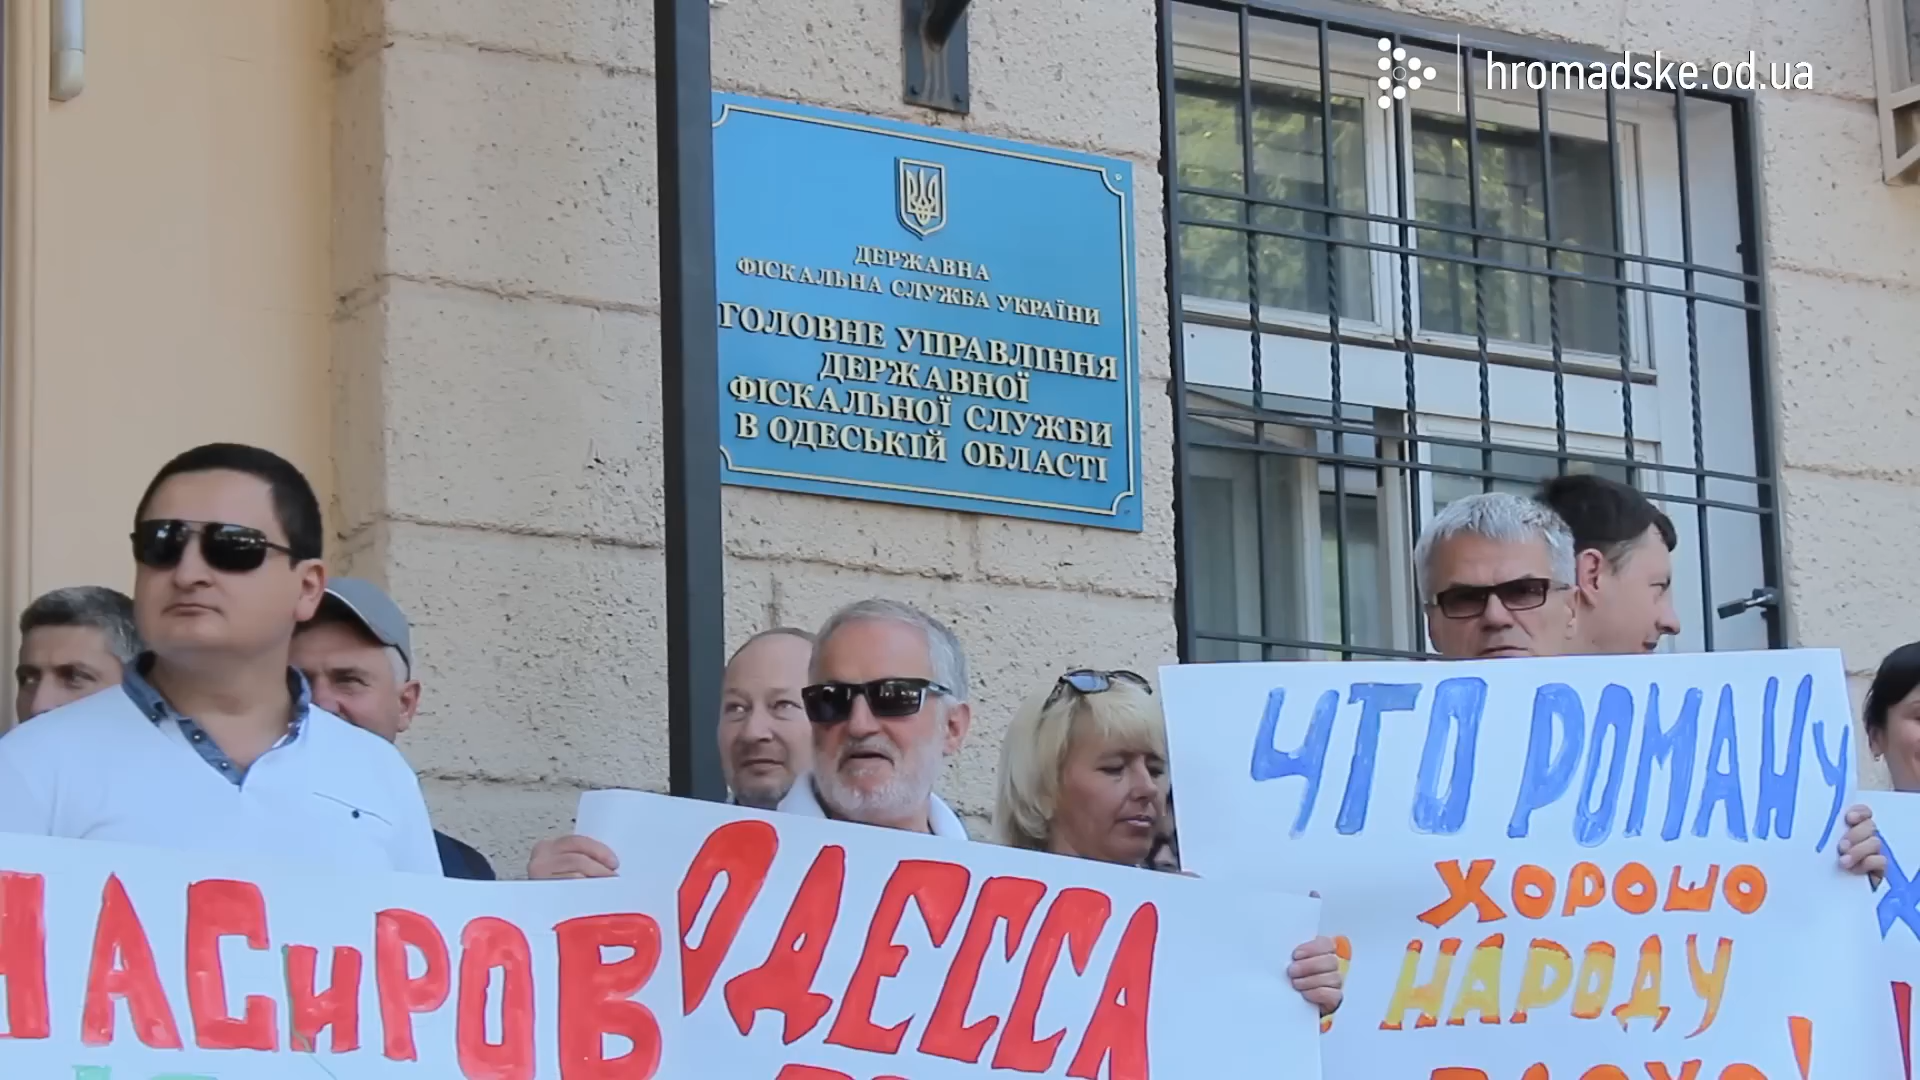 hromadske.od.ua
ДЕРЖАВНА
ФІСКАЛЬНА СЛУЖБА УКРАЇНИ
ГОЛОВНЕ УПРАВЛІННЯ
ДЕРЖАВНОЇ
ФІСКАЛЬНОЇ СЛУЖБИ
В ОДЕСЬКІЙ ОБЛАСТІ
НАСИРОВ
ОДЕССА
ЧТО РОМАНУ
ХОРОШО
НАРОДУ